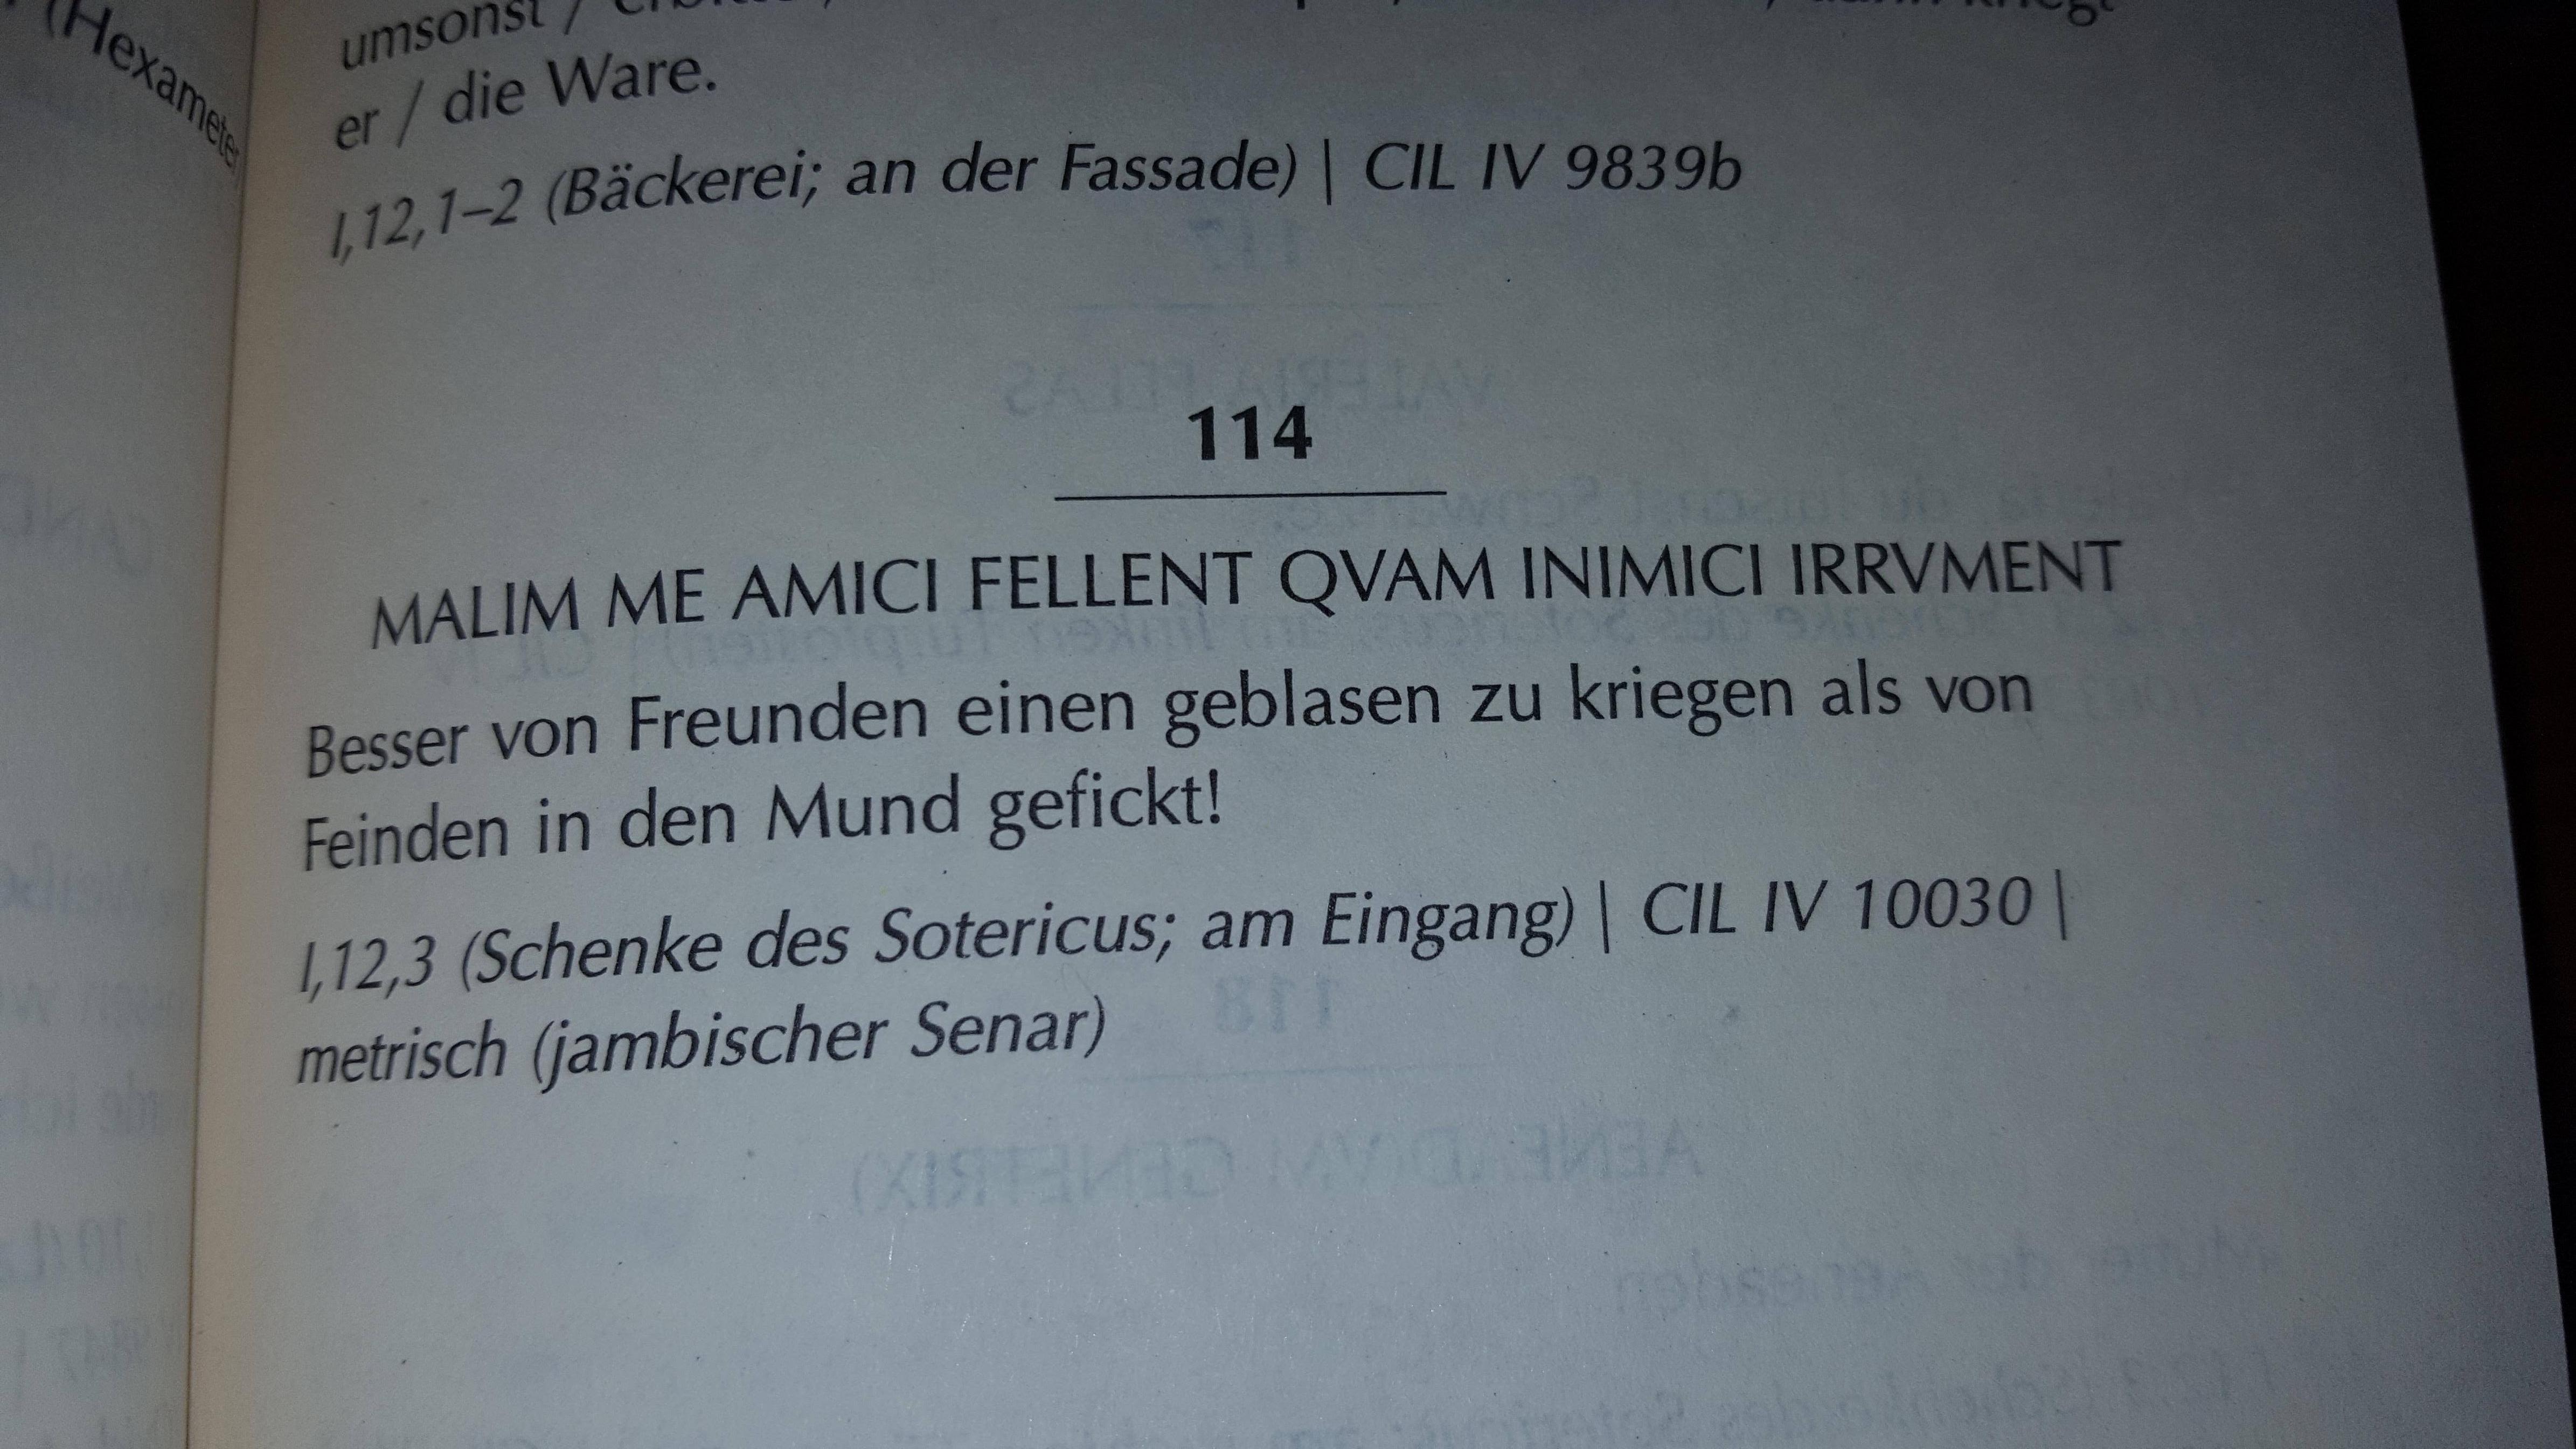 (Hexameter
umsonst /
er / die Ware.
I,12,1–2 (Bäckerei; an der Fassade) | CIL IV 9839b
114
MALIM ME AMICI FELLENT QVAM INIMICI IRRVMENT
Besser von Freunden einen geblasen zu kriegen als von
Feinden in den Mund gefickt!
I,12,3 (Schenke des Sotericus; am Eingang) | CIL IV 10030 |
metrisch (jambischer Senar)